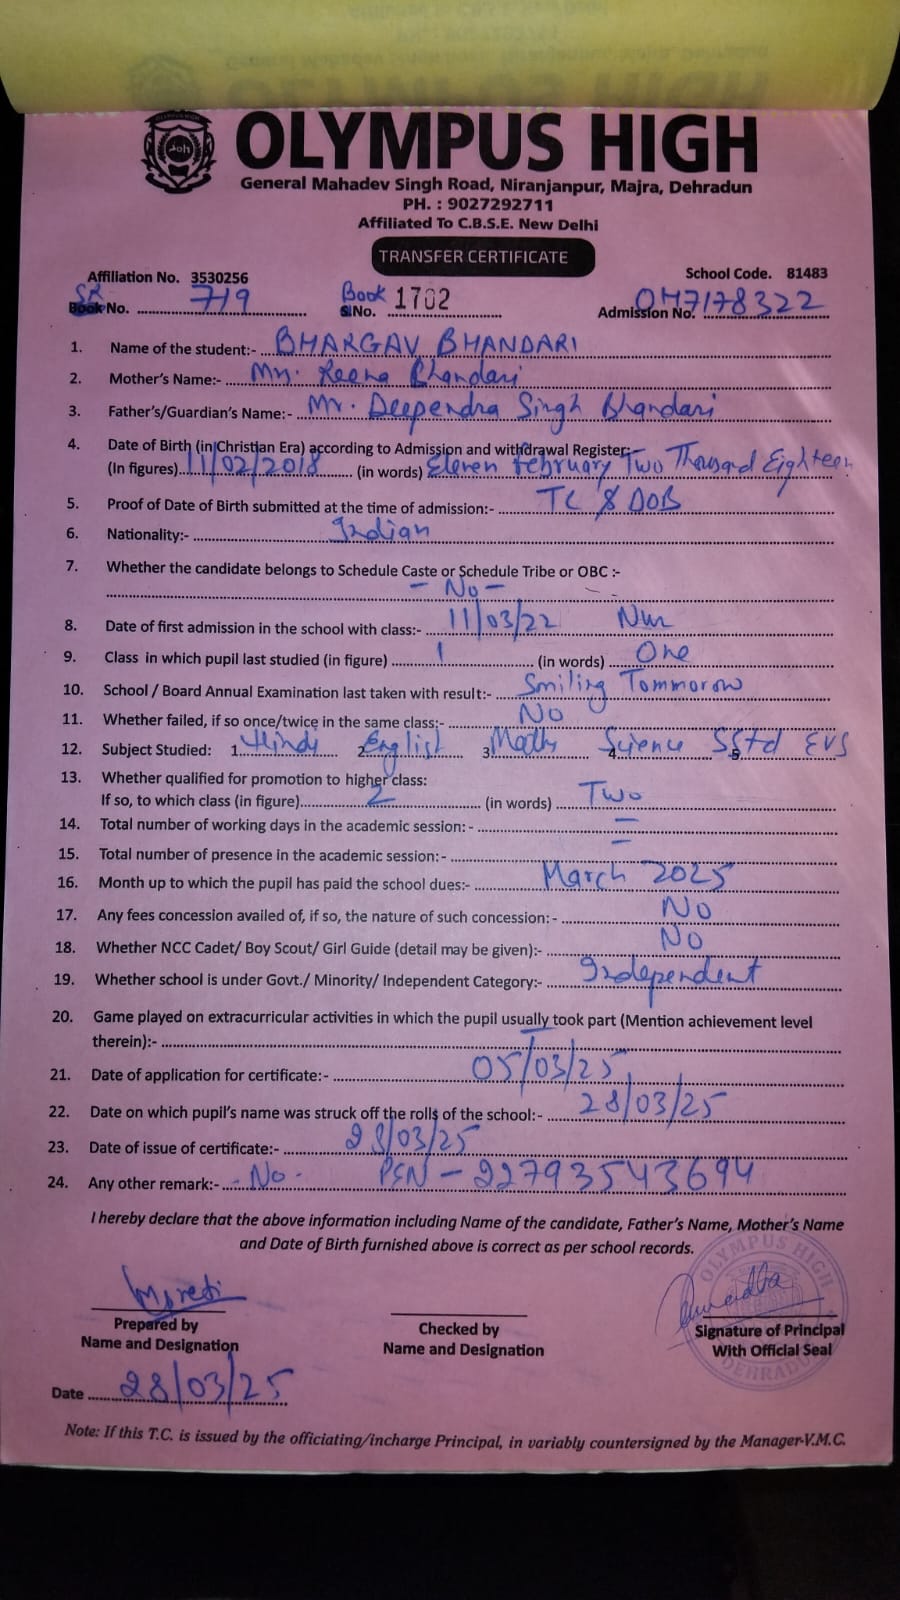 OLYMPUS HIGH
General Mahadev Singh Road, Niranjanpur, Majra, Dehradun
PH. : 9027292711
Affiliated To C.B.S.E. New Delhi
TRANSFER CERTIFICATE
Affiliation No. 3530256 School Code. 81483
SR No. 719 Book SlNo. 1702 Admission No. OH7178322
1. Name of the student:- BHARGAV BHANDARI
2. Mother's Name:- Mrs. Reena Bhandari
3. Father's/Guardian's Name:- Mr. Deependra Singh Bhandari
4. Date of Birth (in Christian Era) according to Admission and withdrawal Register:-
(In figures) 11/02/2018 (in words) Eleven February Two Thousand Eighteen
5. Proof of Date of Birth submitted at the time of admission:- TC & DOB
6. Nationality:- Indian
7. Whether the candidate belongs to Schedule Caste or Schedule Tribe or OBC :-
- No -
8. Date of first admission in the school with class:- 11/03/22 Nur
9. Class in which pupil last studied (in figure) 1 (in words) One
10. School / Board Annual Examination last taken with result:- Smiling Tommorow
11. Whether failed, if so once/twice in the same class:- No
12. Subject Studied: 1 Hindi 2 English 3 Maths 4 Science 5 SStd EVS
13. Whether qualified for promotion to higher class:
If so, to which class (in figure) 2 (in words) Two
14. Total number of working days in the academic session: - =
15. Total number of presence in the academic session: - –
16. Month up to which the pupil has paid the school dues:- March 2025
17. Any fees concession availed of, if so, the nature of such concession: - No
18. Whether NCC Cadet/ Boy Scout/ Girl Guide (detail may be given):- No
19. Whether school is under Govt./ Minority/ Independent Category:- Independent
20. Game played on extracurricular activities in which the pupil usually took part (Mention achievement level
therein):- –
21. Date of application for certificate:- 05/03/25
22. Date on which pupil's name was struck off the rolls of the school:- 28/03/25
23. Date of issue of certificate:- 28/03/25
24. Any other remark:- - No - PEN - 22793543694
I hereby declare that the above information including Name of the candidate, Father's Name, Mother's Name
and Date of Birth furnished above is correct as per school records.
OLYMPUS HIGH
DEHRADUN
Prepared by Checked by Signature of Principal
Name and Designation Name and Designation With Official Seal
Date 28/03/25
Note: If this T.C. is issued by the officiating/incharge Principal, in variably countersigned by the Manager-V.M.C.